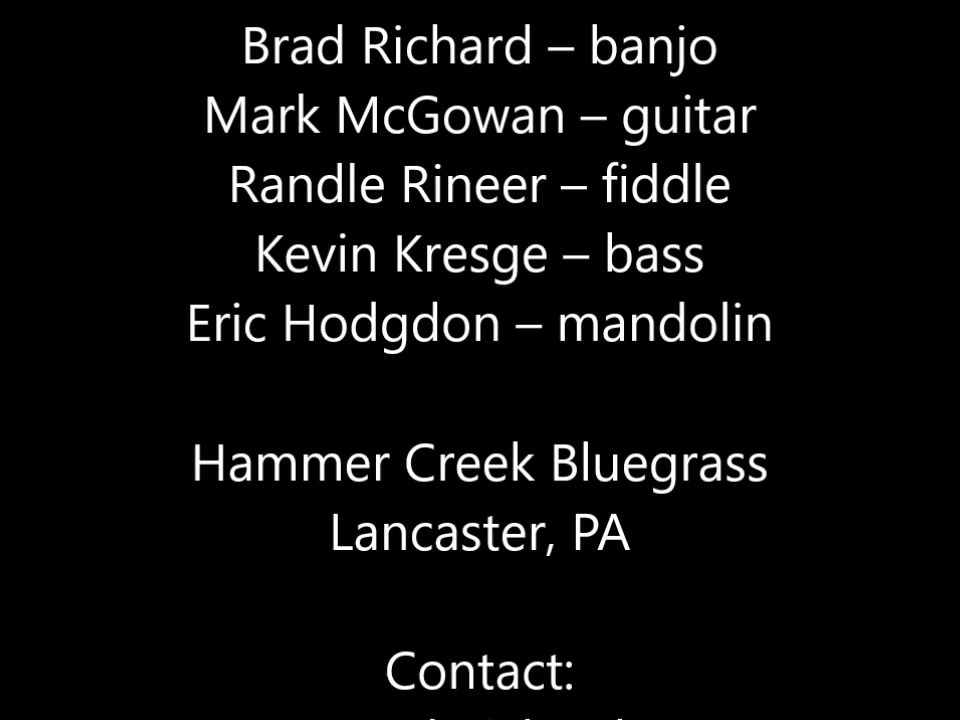 Brad Richard – banjo
Mark McGowan – guitar
Randle Rineer – fiddle
Kevin Kresge – bass
Eric Hodgdon – mandolin
Hammer Creek Bluegrass
Lancaster, PA
Contact: